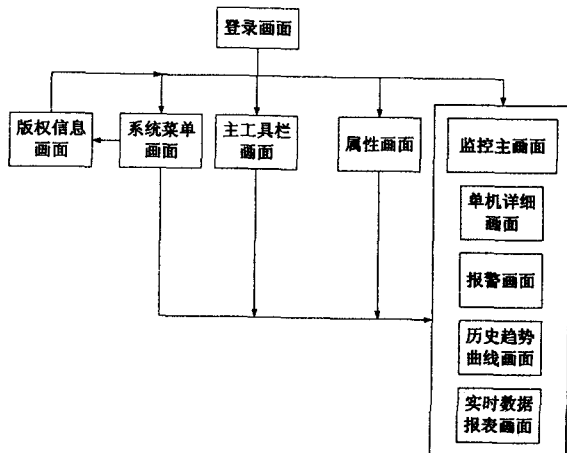 登录画面
版权信息
画面
系统菜单
画面
主工具栏
画面
属性画面
监控主画面
单机详细
画面
报警画面
历史趋势
曲线画面
实时数据
报表画面